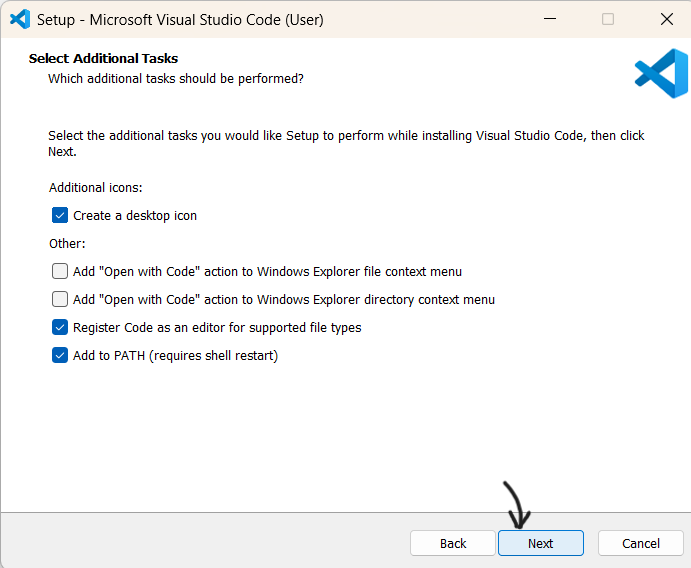 Setup - Microsoft Visual Studio Code (User)
Select Additional Tasks
Which additional tasks should be performed?
Select the additional tasks you would like Setup to perform while installing Visual Studio Code, then click
Next.
Additional icons:
Create a desktop icon
Other:
Add "Open with Code" action to Windows Explorer file context menu
Add "Open with Code" action to Windows Explorer directory context menu
Register Code as an editor for supported file types
Add to PATH (requires shell restart)
Back Next Cancel